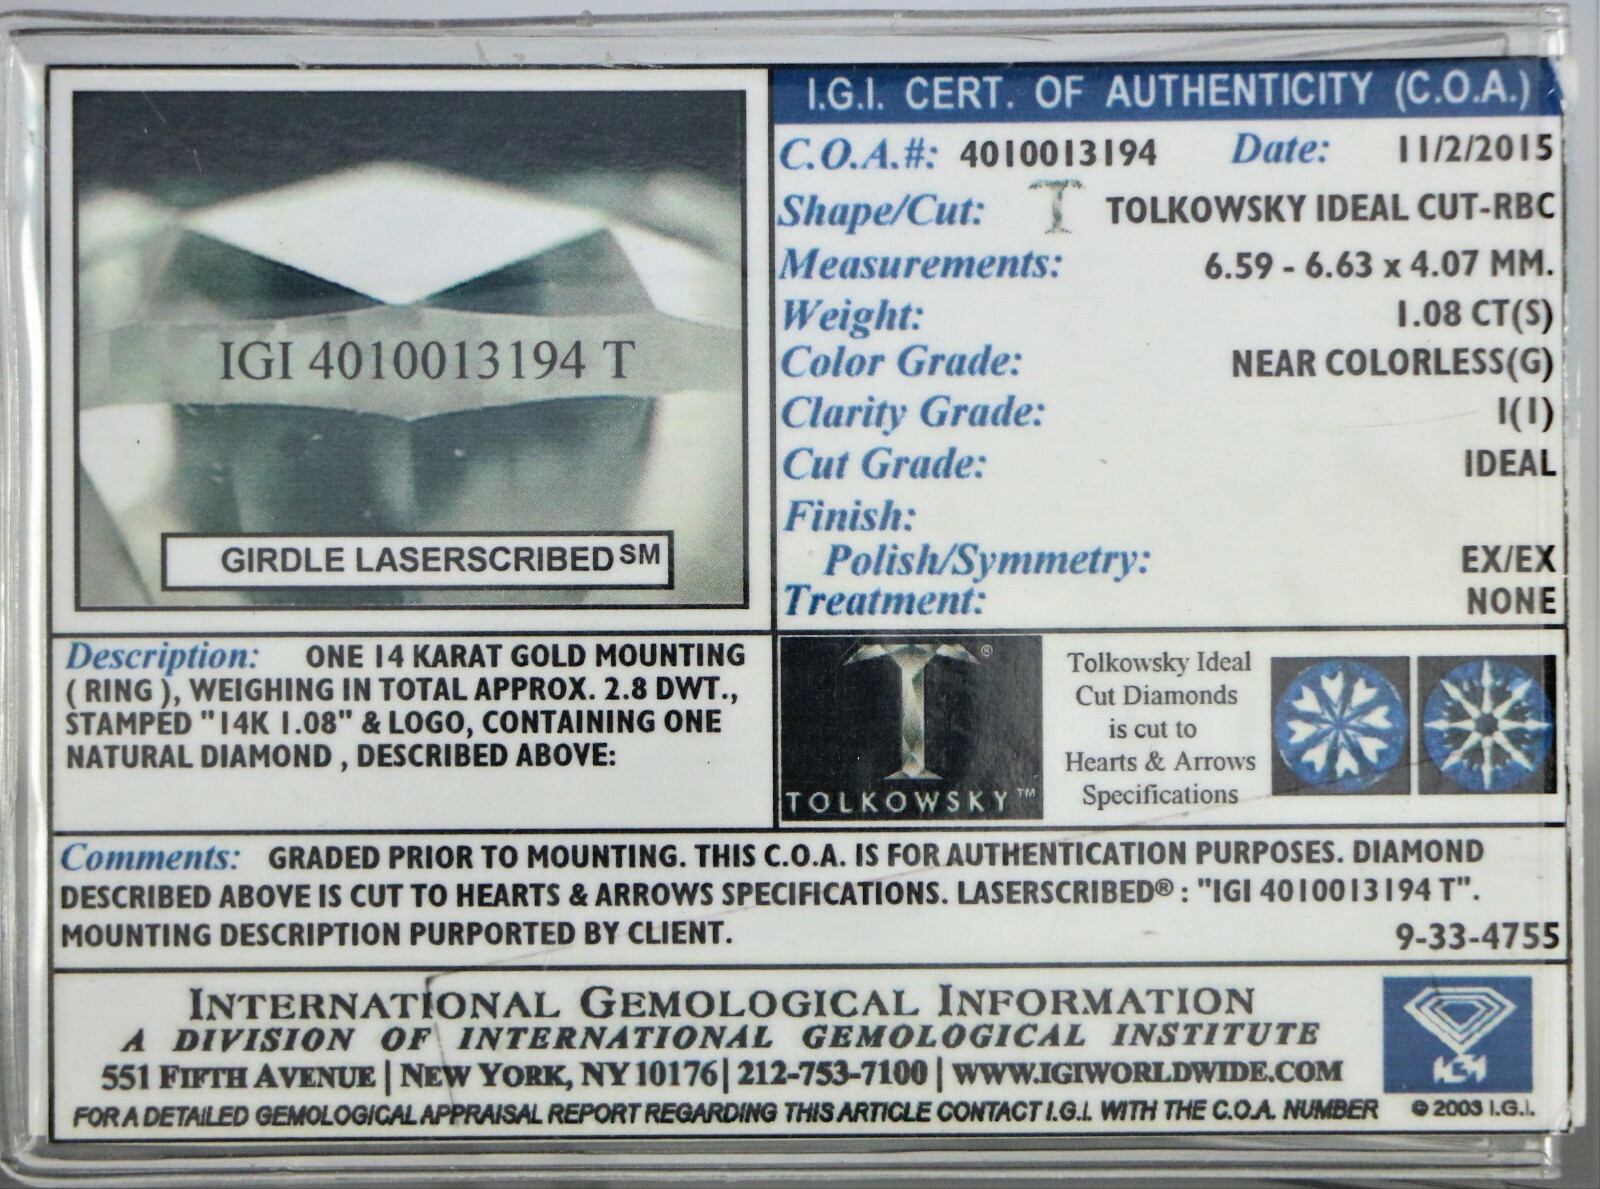 IGI 4010013194 T
GIRDLE LASERSCRIBED SM
I.G.I. CERT. OF AUTHENTICITY (C.O.A.)
C.O.A.#: 4010013194 Date: 11/2/2015
Shape/Cut: T TOLKOWSKY IDEAL CUT-RBC
Measurements: 6.59 - 6.63 x 4.07 MM.
Weight: 1.08 CT(S)
Color Grade: NEAR COLORLESS(G)
Clarity Grade: I(1)
Cut Grade: IDEAL
Finish:
Polish/Symmetry: EX/EX
Treatment: NONE
Description: ONE 14 KARAT GOLD MOUNTING
( RING ), WEIGHING IN TOTAL APPROX. 2.8 DWT.,
STAMPED "14K 1.08" & LOGO, CONTAINING ONE
NATURAL DIAMOND , DESCRIBED ABOVE:
T®
TOLKOWSKY™
Tolkowsky Ideal
Cut Diamonds
is cut to
Hearts & Arrows
Specifications
Comments: GRADED PRIOR TO MOUNTING. THIS C.O.A. IS FOR AUTHENTICATION PURPOSES. DIAMOND
DESCRIBED ABOVE IS CUT TO HEARTS & ARROWS SPECIFICATIONS. LASERSCRIBED® : "IGI 4010013194 T".
MOUNTING DESCRIPTION PURPORTED BY CLIENT. 9-33-4755
INTERNATIONAL GEMOLOGICAL INFORMATION
A DIVISION OF INTERNATIONAL GEMOLOGICAL INSTITUTE
551 FIFTH AVENUE | NEW YORK, NY 10176 | 212-753-7100 | WWW.IGIWORLDWIDE.COM
FOR A DETAILED GEMOLOGICAL APPRAISAL REPORT REGARDING THIS ARTICLE CONTACT I.G.I. WITH THE C.O.A. NUMBER © 2003 I.G.I.
IGI